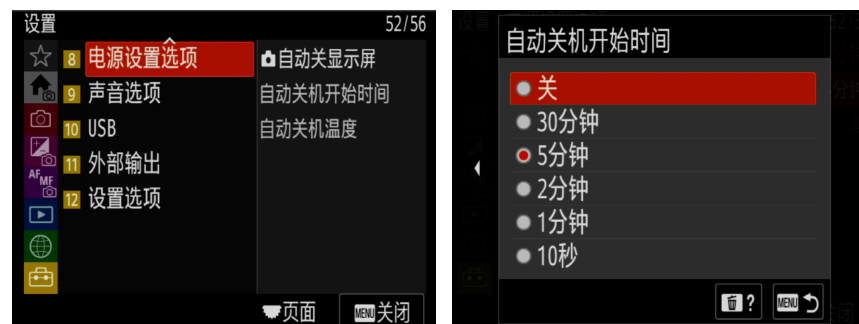 设置
52/56
8 电源设置选项
9 声音选项
10 USB
11 外部输出
12 设置选项
AF MF
自动关显示屏
自动关机开始时间
自动关机温度
页面
MENU 关闭
自动关机开始时间
关
30分钟
5分钟
2分钟
1分钟
10秒
?
MENU